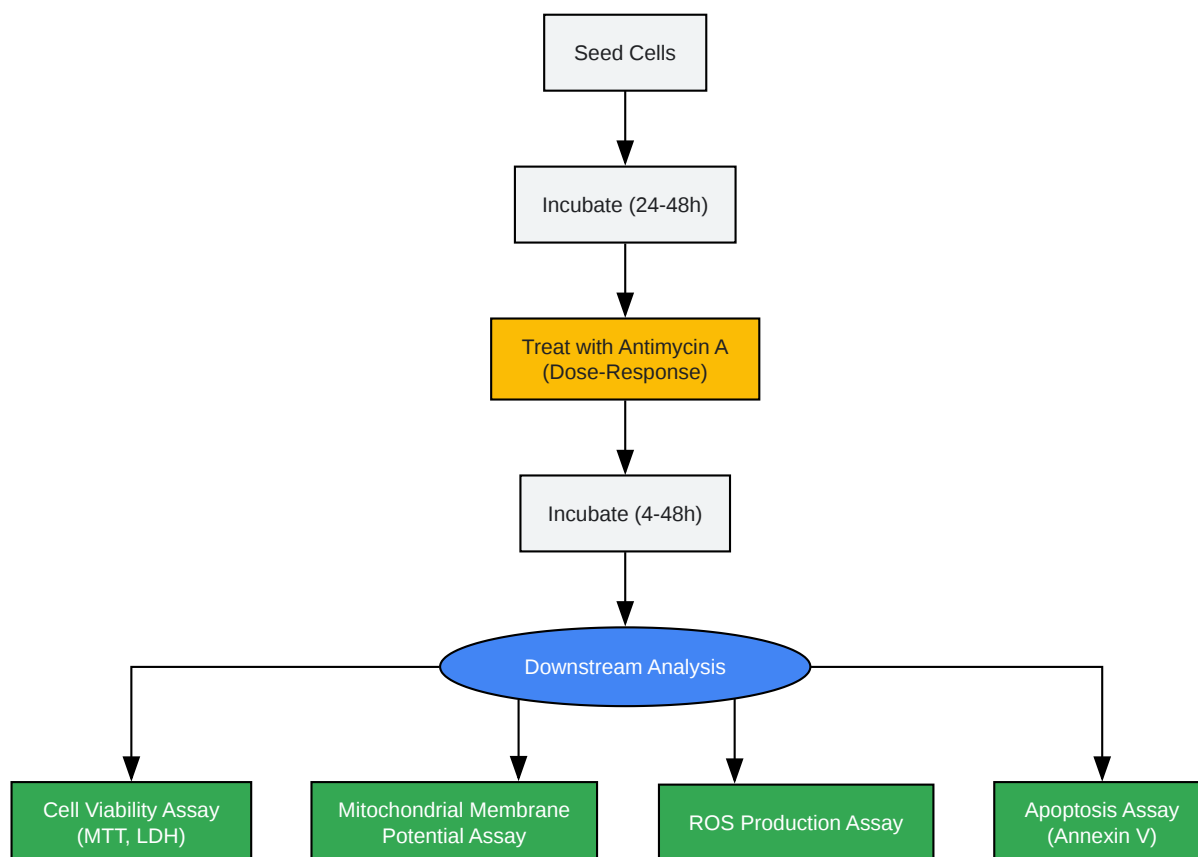 Seed Cells
Incubate (24-48h)
Treat with Antimycin A
(Dose-Response)
Incubate (4-48h)
Downstream Analysis
Cell Viability Assay
(MTT, LDH)
Mitochondrial Membrane
Potential Assay
ROS Production Assay
Apoptosis Assay
(Annexin V)